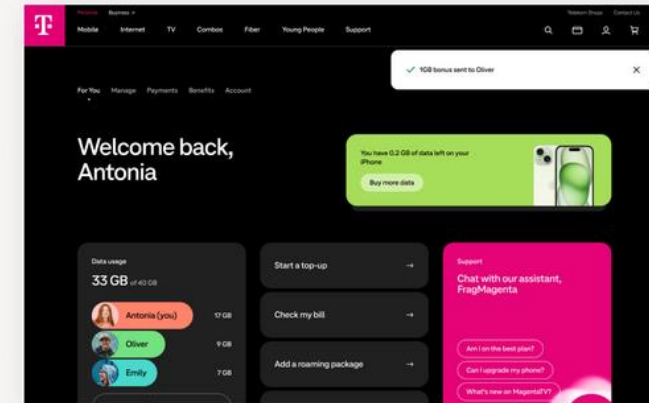 T
Personal Business
Telekom Shops Contact Us
Mobile Internet TV Combos Fiber Young People Support
1GB bonus sent to Oliver
For You Manage Payments Benefits Account
Welcome back,
Antonia
You have 0.2 GB of data left on your
iPhone
Buy more data
Data usage
33 GB of 40 GB
Antonia (you) 17 GB
Oliver 9 GB
Emily 7 GB
Start a top-up →
Check my bill →
Add a roaming package →
Support
Chat with our assistant,
FragMagenta
Am I on the best plan?
Can I upgrade my phone?
What's new on MagentaTV?